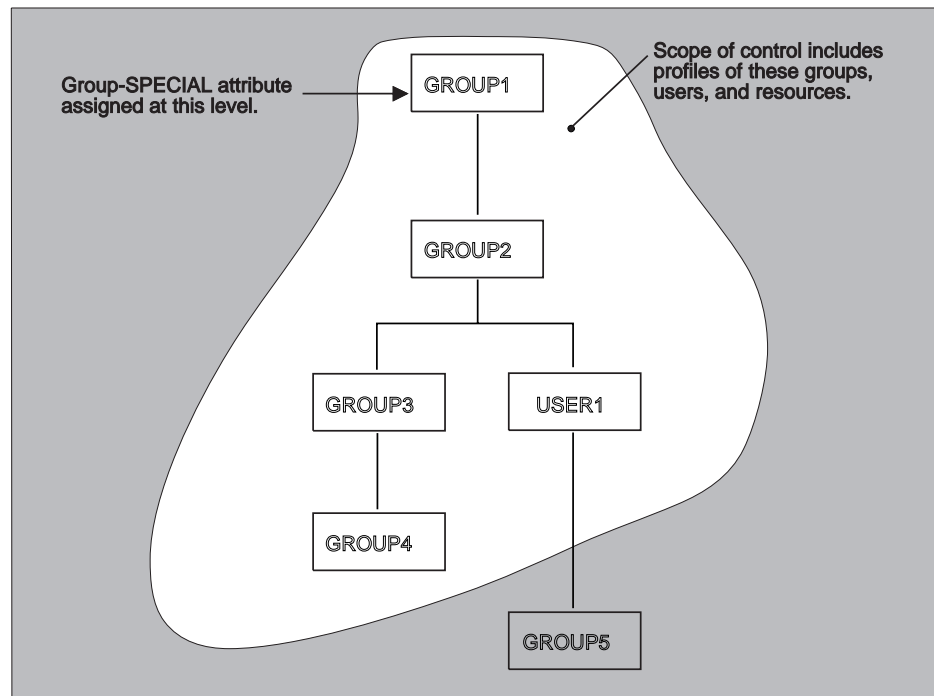 Group-SPECIAL attribute
assigned at this level.
GROUP1
Scope of control includes
profiles of these groups,
users, and resources.
GROUP2
GROUP3
USER1
GROUP4
GROUP5